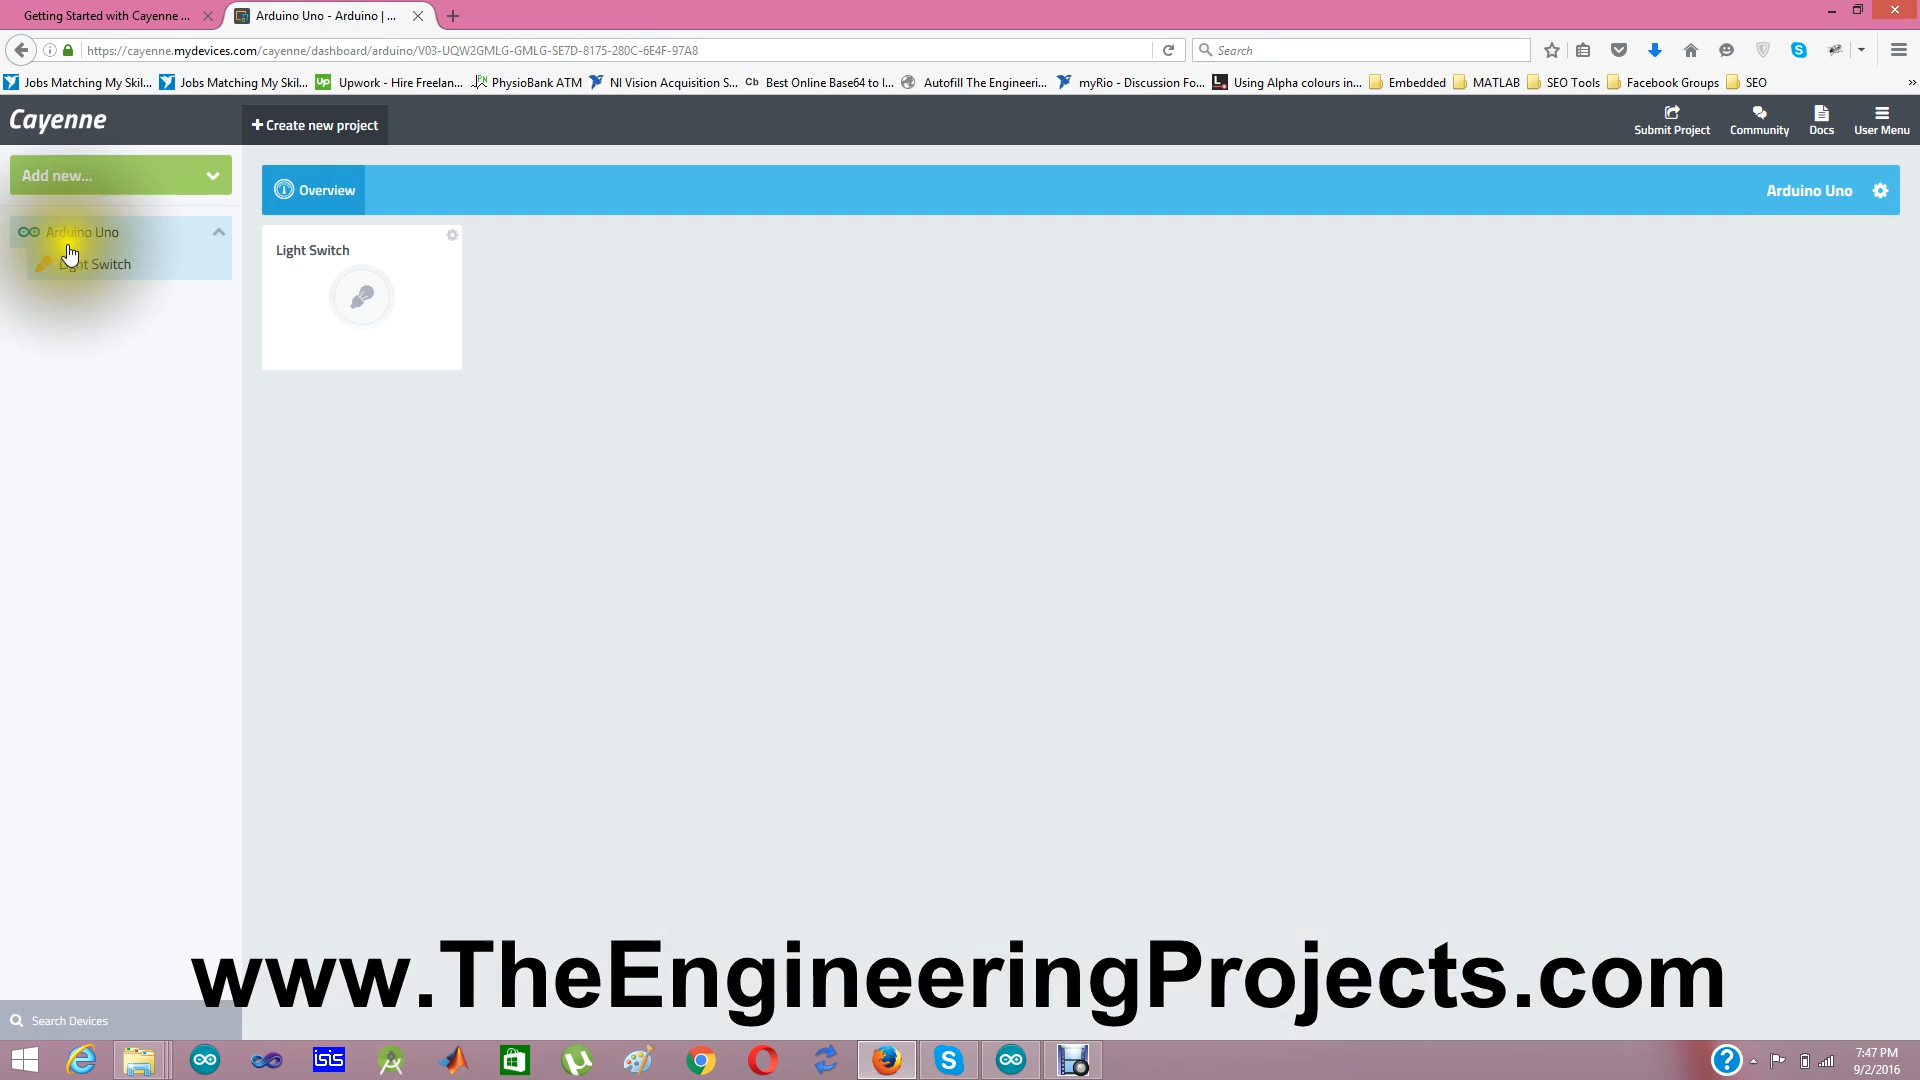 Getting Started with Cayenne ...
Arduino Uno - Arduino | ...
https://cayenne.mydevices.com/cayenne/dashboard/arduino/V03-UQW2GMLG-GMLG-SE7D-8175-280C-6E4F-97A8
Search
Jobs Matching My Skil... Jobs Matching My Skil... Up Upwork - Hire Freelan... PhysioBank ATM NI Vision Acquisition S... Cb Best Online Base64 to I... Autofill The Engineeri... myRio - Discussion Fo... L Using Alpha colours in... Embedded MATLAB SEO Tools Facebook Groups SEO »
Cayenne
+ Create new project
Submit Project Community Docs User Menu
Add new...
Overview
Arduino Uno
Arduino Uno
Light Switch
Light Switch
www.TheEngineeringProjects.com
Search Devices
isis
7:47 PM
9/2/2016